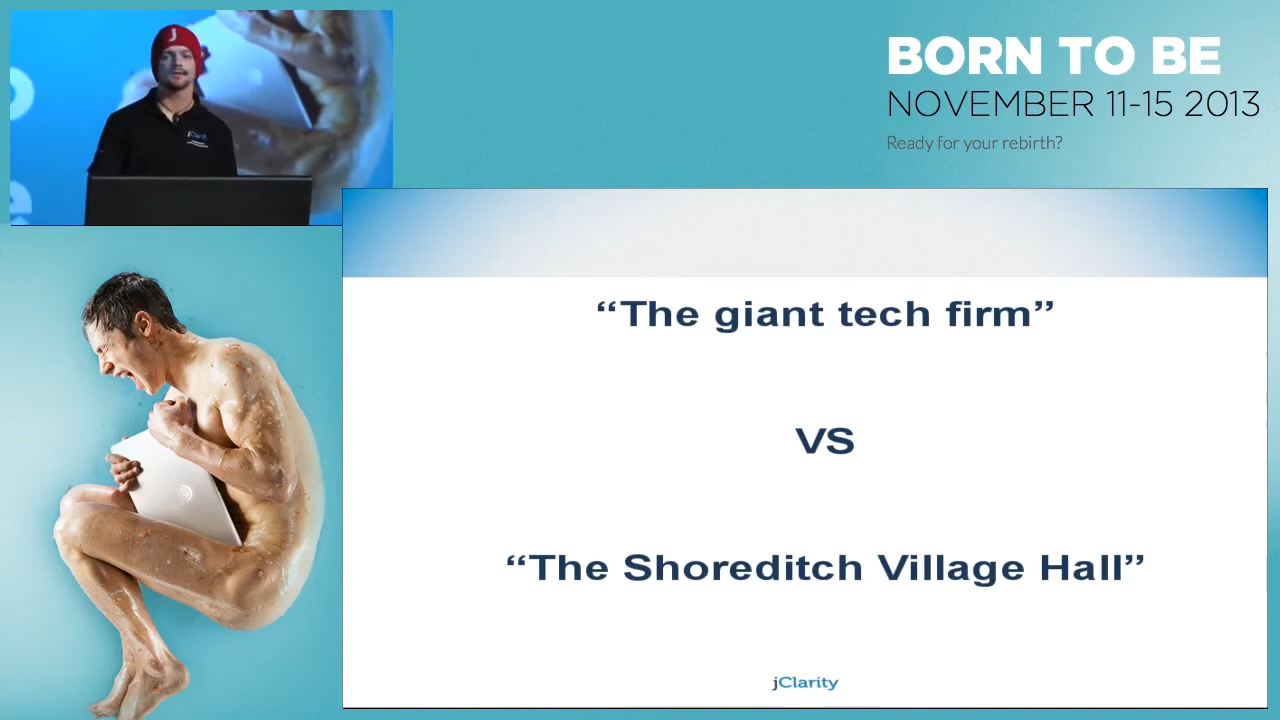 BORN TO BE
NOVEMBER 11-15 2013
Ready for your rebirth?
J
jClarity
“The giant tech firm”
VS
“The Shoreditch Village Hall”
jClarity